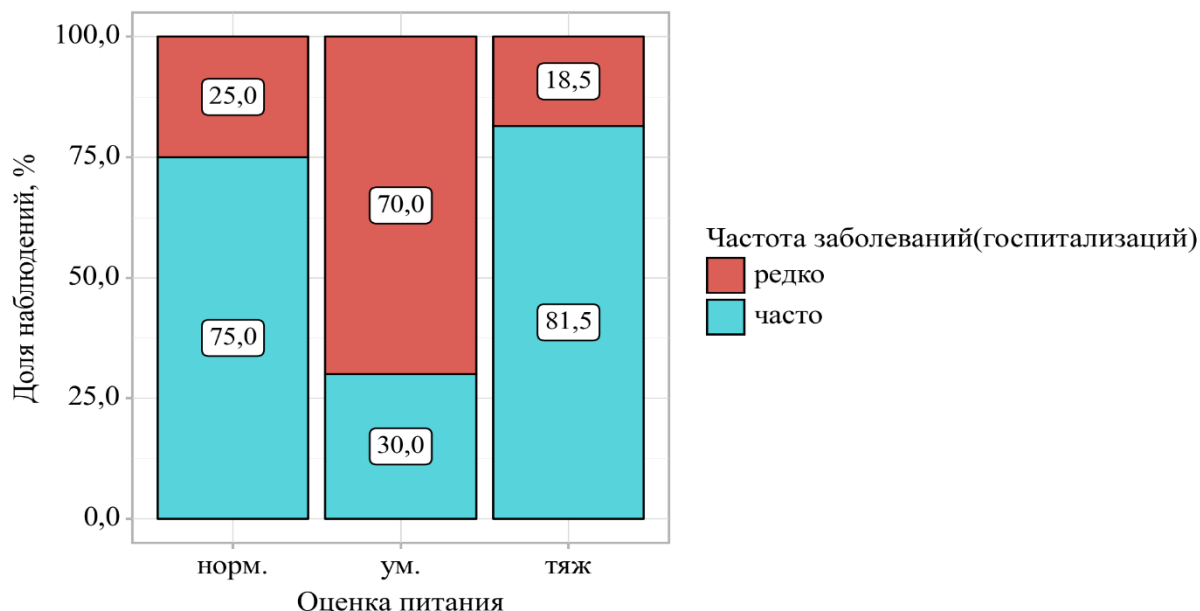 100,0
75,0
50,0
25,0
0,0
Доля наблюдений, %
25,0
70,0
18,5
75,0
30,0
81,5
норм.
ум.
тяж
Оценка питания
Частота заболеваний(госпитализаций)
редко
часто